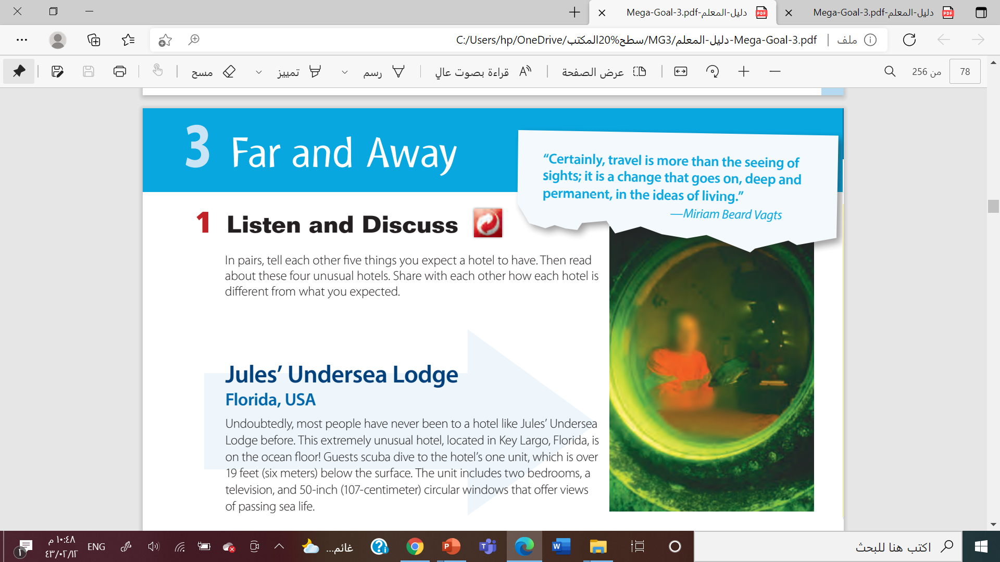 دليل-المعلم-Mega-Goal-3.pdf
دليل-المعلم-Mega-Goal-3.pdf
ملف
C:/Users/hp/OneDrive/سطح%20المكتب/MG3/دليل-المعلم-Mega-Goal-3.pdf
78
من 256
عرض الصفحة
قراءة بصوت عالٍ
رسم
تمييز
مسح
3 Far and Away
“Certainly, travel is more than the seeing of
sights; it is a change that goes on, deep and
permanent, in the ideas of living.”
—Miriam Beard Vagts
1 Listen and Discuss
In pairs, tell each other five things you expect a hotel to have. Then read
about these four unusual hotels. Share with each other how each hotel is
different from what you expected.
Jules’ Undersea Lodge
Florida, USA
Undoubtedly, most people have never been to a hotel like Jules’ Undersea
Lodge before. This extremely unusual hotel, located in Key Largo, Florida, is
on the ocean floor! Guests scuba dive to the hotel’s one unit, which is over
19 feet (six meters) below the surface. The unit includes two bedrooms, a
television, and 50-inch (107-centimeter) circular windows that offer views
of passing sea life.
اكتب هنا للبحث
غائم...
ENG
١٠:٤٨ م
٤٣/٠٢/١٢
١